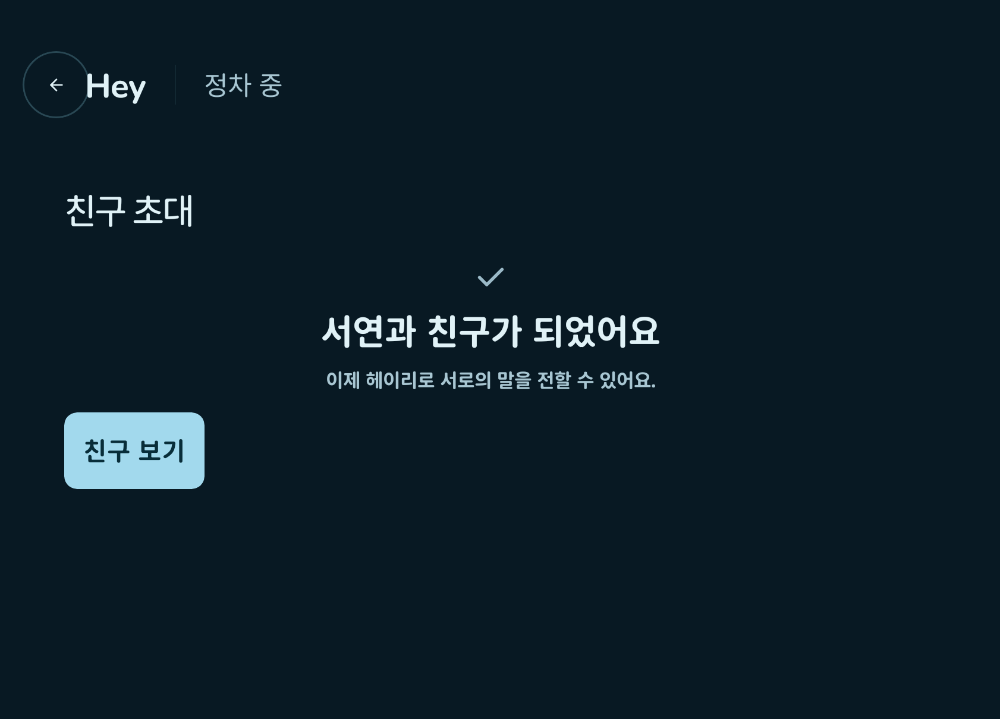 Hey
정차 중
친구 초대
서연과 친구가 되었어요
이제 헤이리로 서로의 말을 전할 수 있어요.
친구 보기